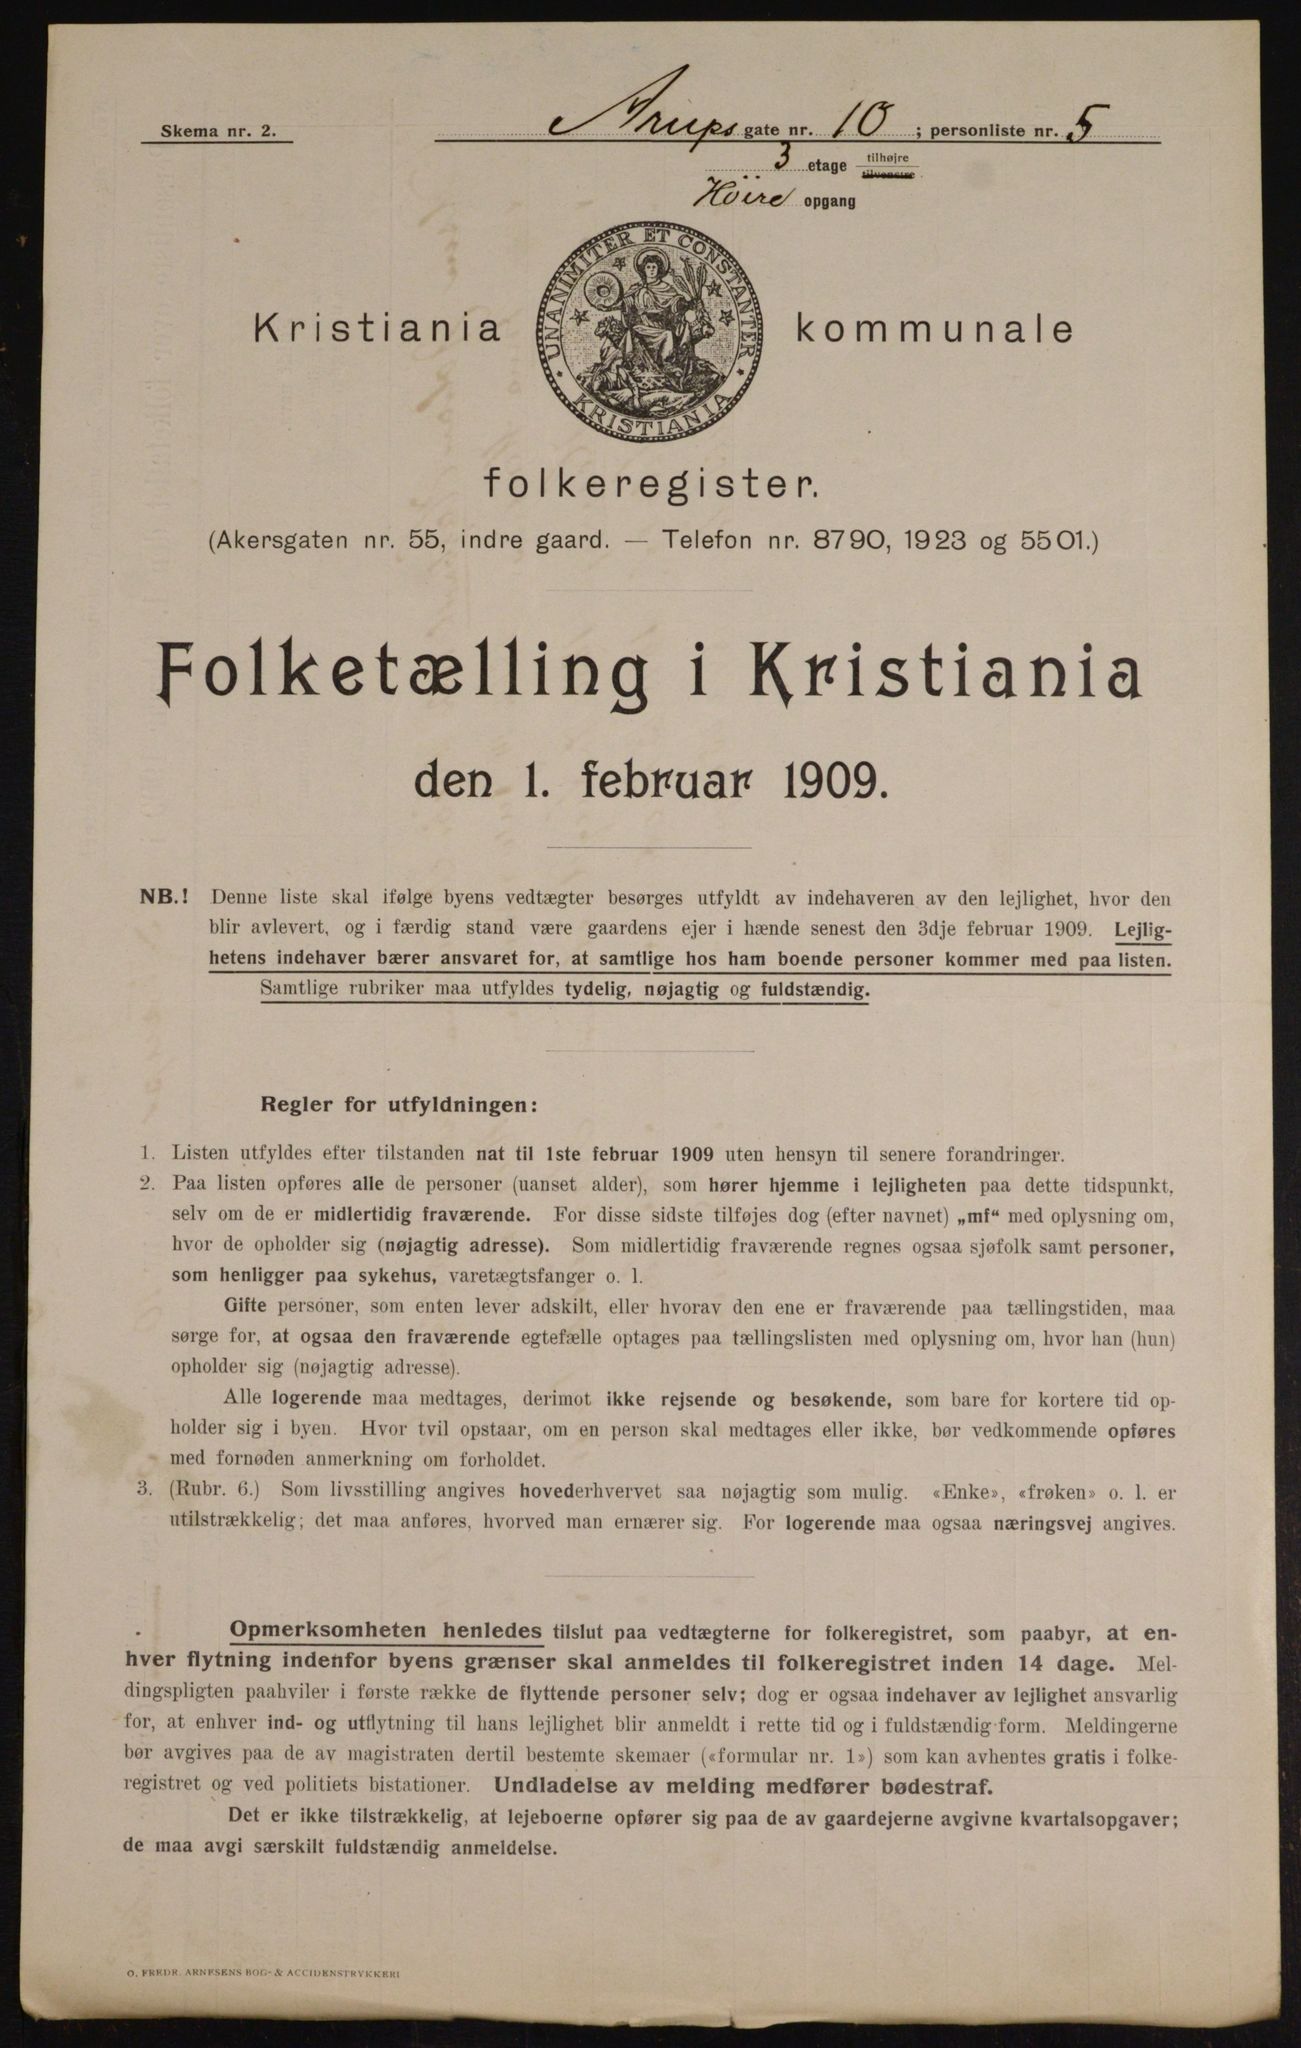 Skema nr. 2.
Arups gate nr. 10 ; personliste nr. 5
3 etage tilhøjre
tilvenstre
Höire opgang
UNANIMITER ET CONSTANTER
Kristiania kommunale
KRISTIANIA
folkeregister.
(Akersgaten nr. 55, indre gaard. — Telefon nr. 8790, 1923 og 5501.)
Folketælling i Kristiania
den 1. februar 1909.
NB.! Denne liste skal ifølge byens vedtægter besørges utfyldt av indehaveren av den lejlighet, hvor den
blir avlevert, og i færdig stand være gaardens ejer i hænde senest den 3dje februar 1909. Lejlig-
hetens indehaver bærer ansvaret for, at samtlige hos ham boende personer kommer med paa listen.
Samtlige rubriker maa utfyldes tydelig, nøjagtig og fuldstændig.
Regler for utfyldningen:
1. Listen utfyldes efter tilstanden nat til 1ste februar 1909 uten hensyn til senere forandringer.
2. Paa listen opføres alle de personer (uanset alder), som hører hjemme i lejligheten paa dette tidspunkt,
selv om de er midlertidig fraværende. For disse sidste tilføjes dog (efter navnet) „mf“ med oplysning om,
hvor de opholder sig (nøjagtig adresse). Som midlertidig fraværende regnes ogsaa sjøfolk samt personer,
som henligger paa sykehus, varetægtsfanger o. l.
Gifte personer, som enten lever adskilt, eller hvorav den ene er fraværende paa tællingstiden, maa
sørge for, at ogsaa den fraværende egtefælle optages paa tællingslisten med oplysning om, hvor han (hun)
opholder sig (nøjagtig adresse).
Alle logerende maa medtages, derimot ikke rejsende og besøkende, som bare for kortere tid op-
holder sig i byen. Hvor tvil opstaar, om en person skal medtages eller ikke, bør vedkommende opføres
med fornøden anmerkning om forholdet.
3. (Rubr. 6.) Som livsstilling angives hovederhvervet saa nøjagtig som mulig. «Enke», «frøken» o. l. er
utilstrækkelig; det maa anføres, hvorved man ernærer sig. For logerende maa ogsaa næringsvej angives.
Opmerksomheten henledes tilslut paa vedtægterne for folkeregistret, som paabyr, at en-
hver flytning indenfor byens grænser skal anmeldes til folkeregistret inden 14 dage. Mel-
dingspligten paahviler i første række de flyttende personer selv; dog er ogsaa indehaver av lejlighet ansvarlig
for, at enhver ind- og utflytning til hans lejlighet blir anmeldt i rette tid og i fuldstændig form. Meldingerne
bør avgives paa de av magistraten dertil bestemte skemaer («formular nr. 1») som kan avhentes gratis i folke-
registret og ved politiets bistationer. Undladelse av melding medfører bødestraf.
Det er ikke tilstrækkelig, at lejeboerne opfører sig paa de av gaardejerne avgivne kvartalsopgaver;
de maa avgi særskilt fuldstændig anmeldelse.
O. FREDR. ARNESENS BOG- & ACCIDENSTRYKKERI